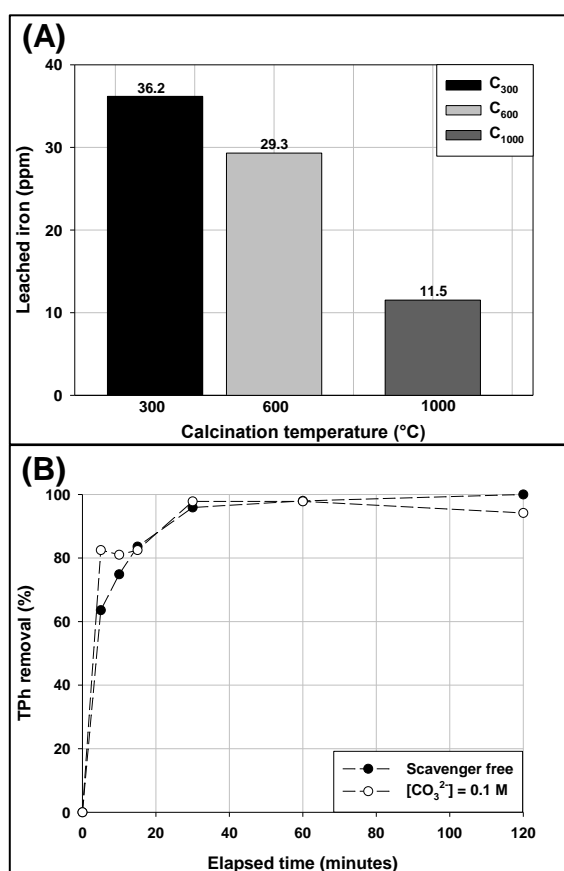 (A)
40
30
20
10
0
Leached iron (ppm)
36.2
29.3
11.5
C₃₀₀
C₆₀₀
C₁₀₀₀
300 600 1000
Calcination temperature (°C)
(B)
100
80
60
40
20
0
TPh removal (%)
Scavenger free
[CO₃²⁻] = 0.1 M
0 20 40 60 80 100 120
Elapsed time (minutes)